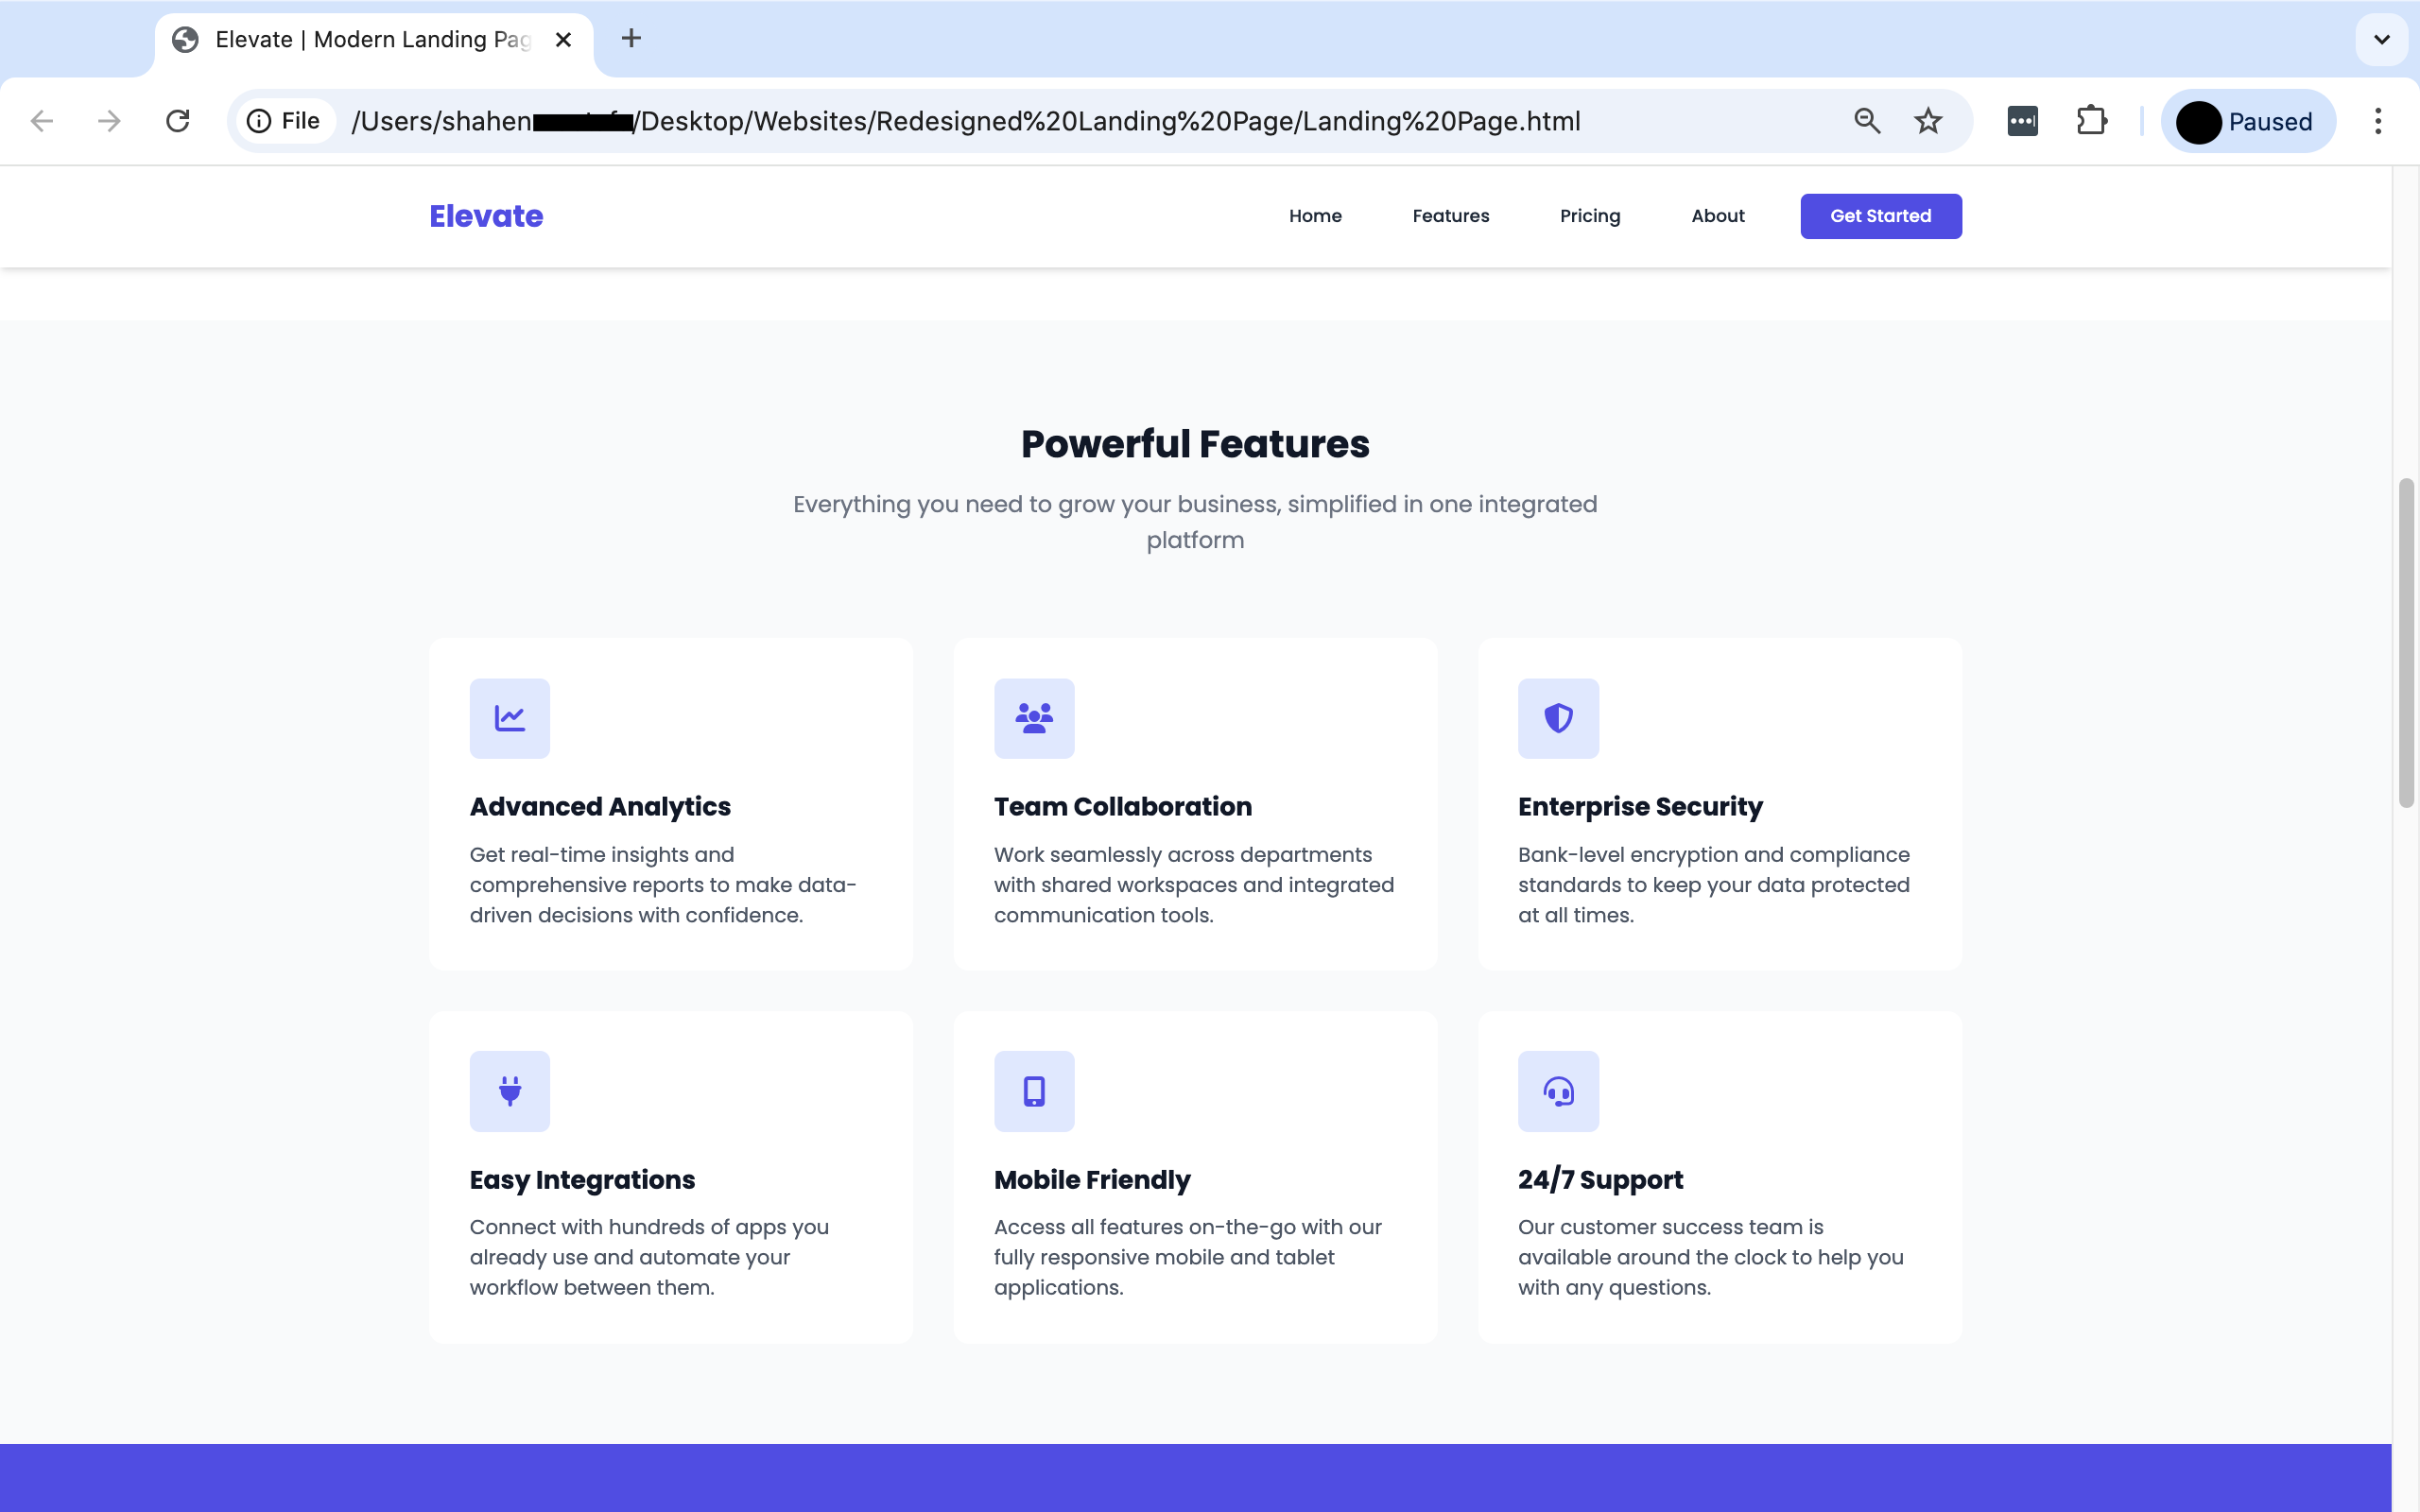 Elevate | Modern Landing Pag
File
/Users/shahen /Desktop/Websites/Redesigned%20Landing%20Page/Landing%20Page.html
Paused
Elevate
Home
Features
Pricing
About
Get Started
Powerful Features
Everything you need to grow your business, simplified in one integrated
platform
Advanced Analytics
Get real-time insights and
comprehensive reports to make data-
driven decisions with confidence.
Team Collaboration
Work seamlessly across departments
with shared workspaces and integrated
communication tools.
Enterprise Security
Bank-level encryption and compliance
standards to keep your data protected
at all times.
Easy Integrations
Connect with hundreds of apps you
already use and automate your
workflow between them.
Mobile Friendly
Access all features on-the-go with our
fully responsive mobile and tablet
applications.
24/7 Support
Our customer success team is
available around the clock to help you
with any questions.